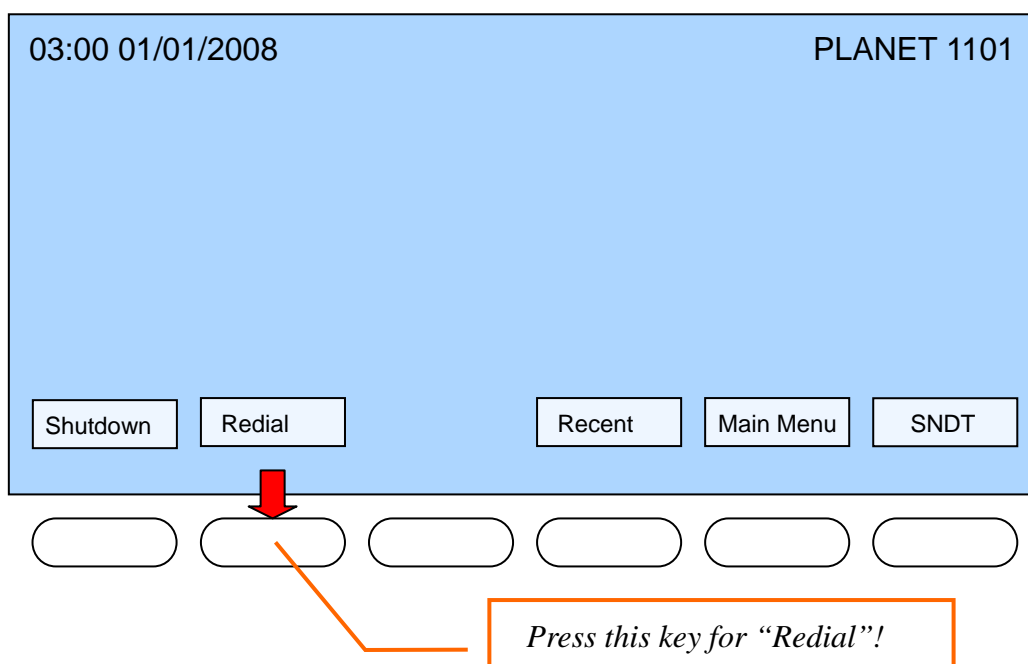 03:00 01/01/2008 PLANET 1101
Shutdown Redial Recent Main Menu SNDT
Press this key for “Redial”!